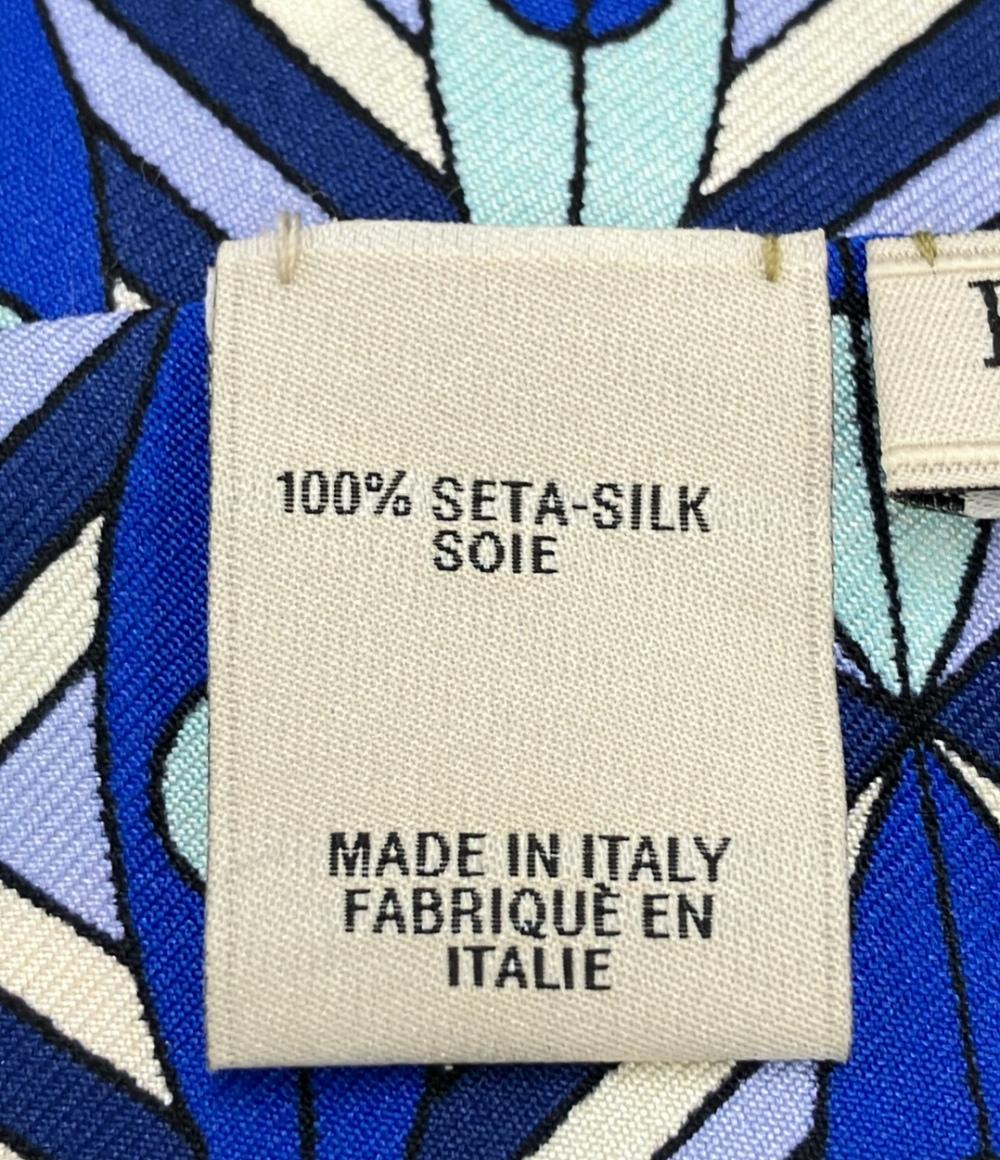 100% SETA-SILK
SOIE
MADE IN ITALY
FABRIQUÈ EN
ITALIE